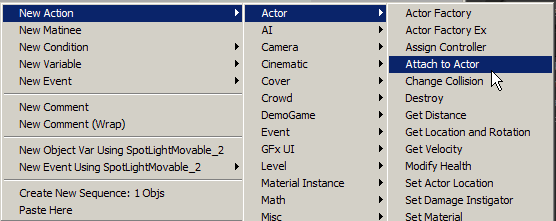 New Action
New Matinee
New Condition
New Variable
New Event
New Comment
New Comment (Wrap)
New Object Var Using SpotLightMovable_2
New Event Using SpotLightMovable_2
Create New Sequence: 1 Objs
Paste Here
Actor
AI
Camera
Cinematic
Cover
Crowd
DemoGame
Event
GFx UI
Level
Material Instance
Math
Misc
Actor Factory
Actor Factory Ex
Assign Controller
Attach to Actor
Change Collision
Destroy
Get Distance
Get Location and Rotation
Get Velocity
Modify Health
Set Actor Location
Set Damage Instigator
Set Material